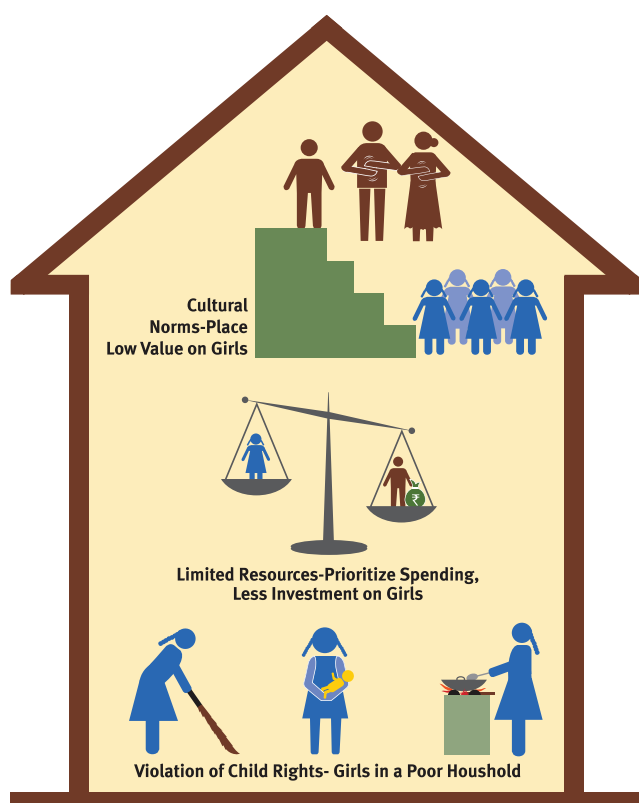 Cultural
Norms-Place
Low Value on Girls
₹
Limited Resources-Prioritize Spending,
Less Investment on Girls
Violation of Child Rights- Girls in a Poor Houshold